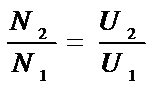 N₂/N₁ = U₂/U₁